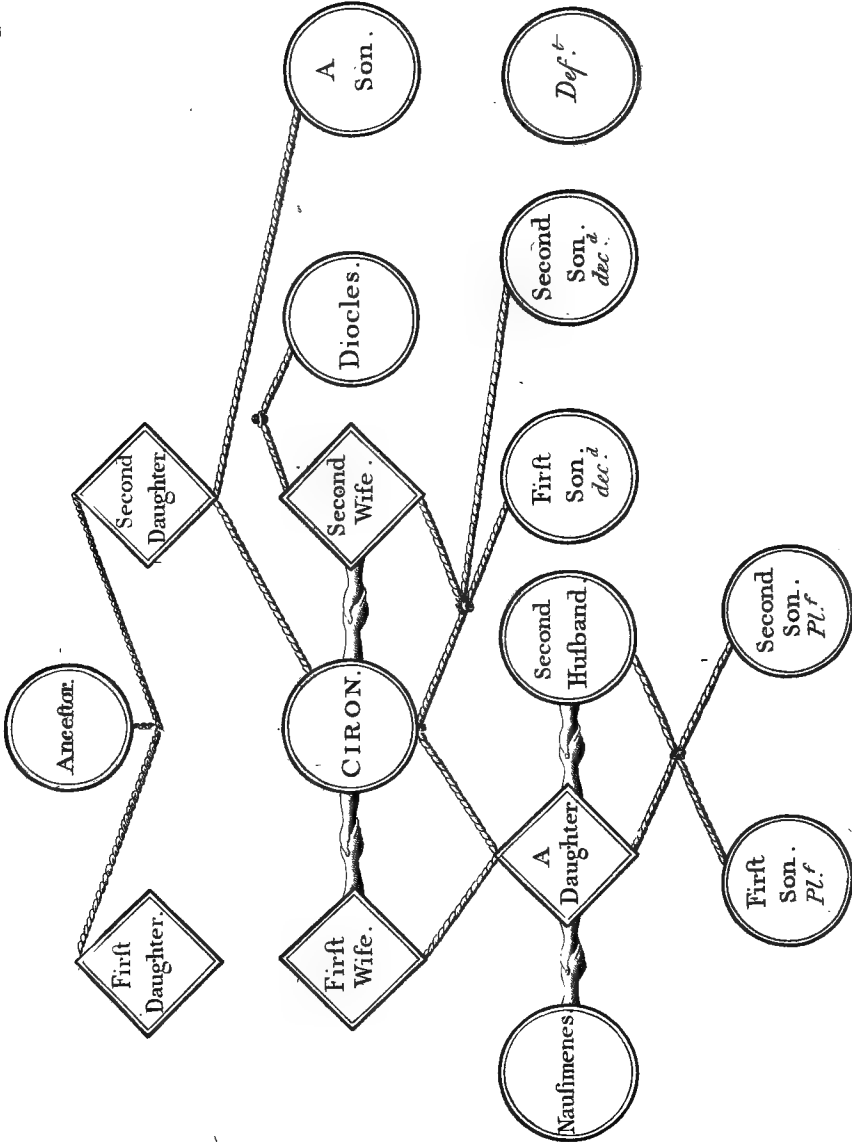 Anceſtor.
Firſt
Daughter.
Second
Daughter.
Firſt
Wife.
CIRON.
Second
Wife.
Diocles.
A
Son.
Nauſimenes.
A
Daughter
Second
Huſband.
Firſt
Son.
dec.d
Second
Son.
dec.d
Def.t
Firſt
Son.
Pl.f
Second
Son.
Pl.f